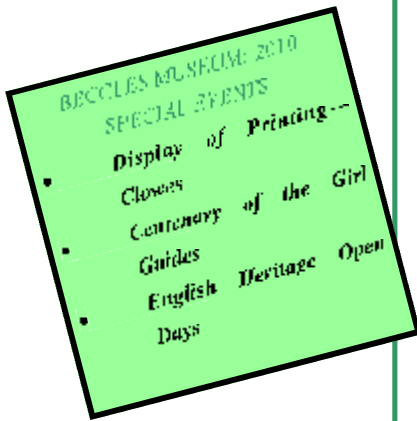 BECCLES MUSEUM: 2010
SPECIAL EVENTS
• Display of Printing---
Clowes
• Centenary of the Girl
Guides
• English Heritage Open
Days